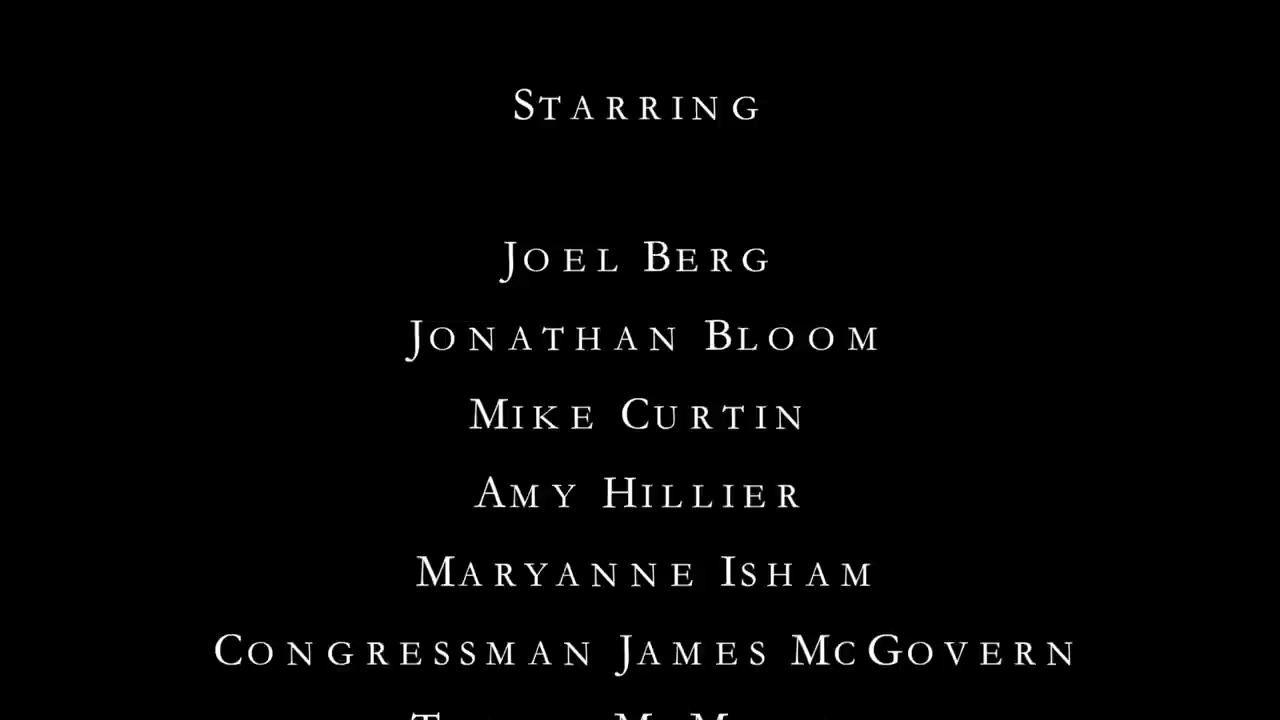 Starring
Joel Berg
Jonathan Bloom
Mike Curtin
Amy Hillier
Maryanne Isham
Congressman James McGovern